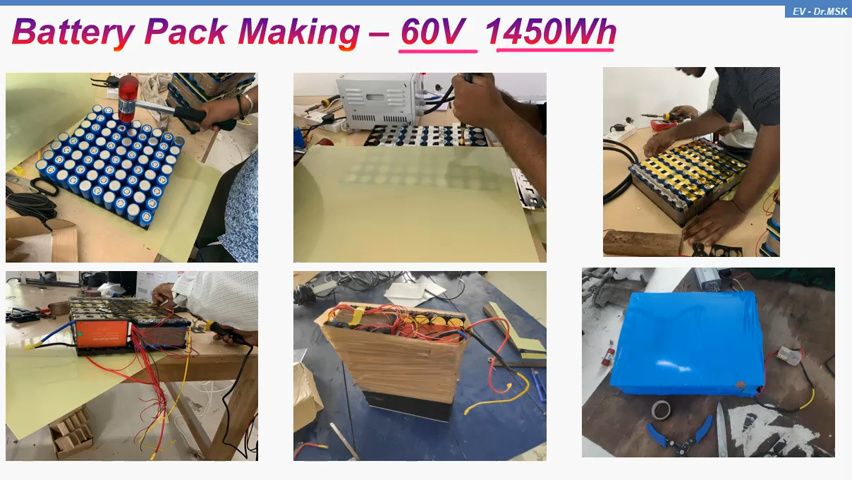 EV - Dr.MSK
Battery Pack Making – 60V 1450Wh